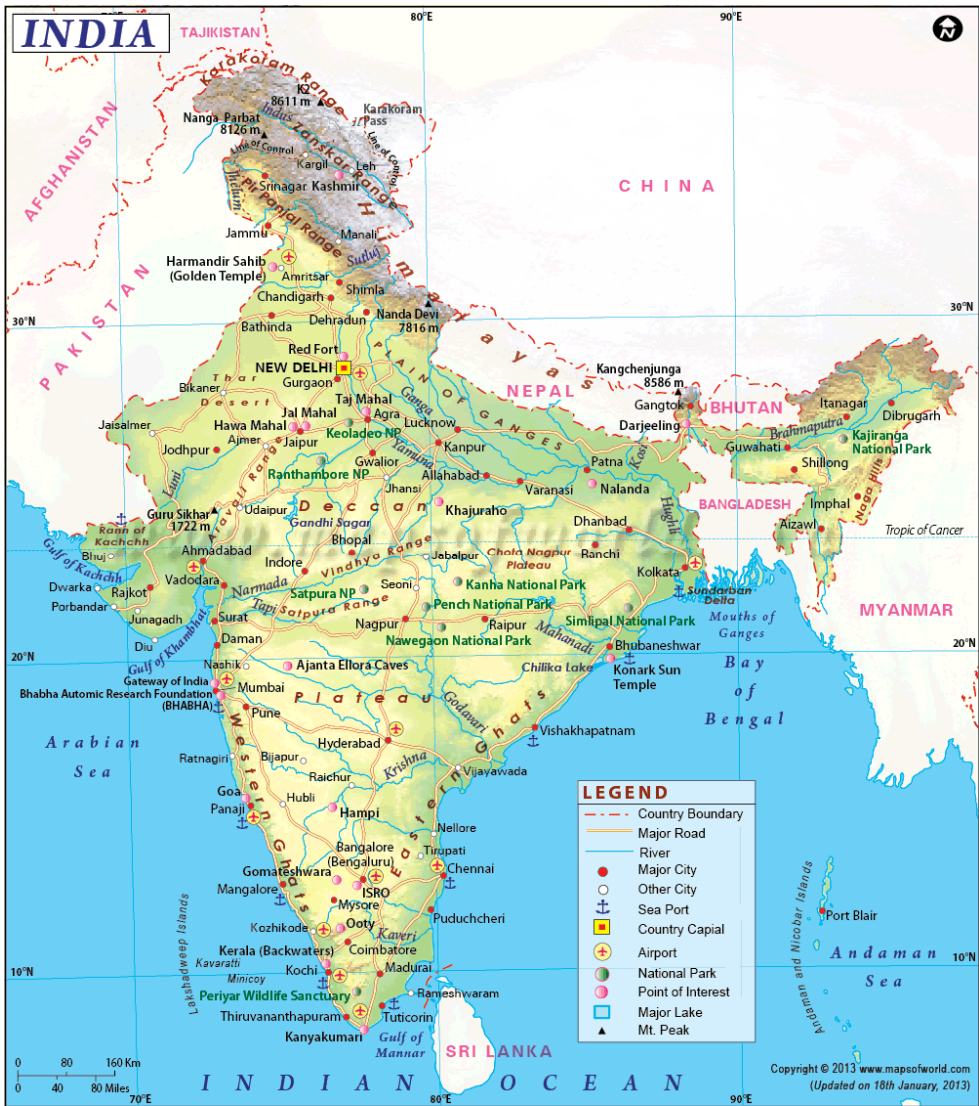 INDIA
70°E
80°E
90°E
TAJIKISTAN
Karakoram Range
K2
8611 m
Karakoram
Pass
Nanga Parbat
8126 m
Indus
Zanskar Range
Line of Control
Line of Control
Kargil
Leh
AFGHANISTAN
CHINA
Jhelum
Srinagar
Kashmir
Pir Panjal Range
Jammu
Manali
Himalayas
Sutluj
Harmandir Sahib
(Golden Temple)
Amritsar
Shimla
Chandigarh
PAKISTAN
Dehradun
Nanda Devi
7816 m
Bathinda
30°N
30°N
Red Fort
NEW DELHI
Gurgaon
PLAIN OF GANGES
NEPAL
Kangchenjunga
8586 m
Thar
Desert
Bikaner
Taj Mahal
Agra
Ganga
Gangtok
BHUTAN
Itanagar
Dibrugarh
Jaisalmer
Jal Mahal
Hawa Mahal
Jaipur
Keoladeo NP
Lucknow
Darjeeling
Brahmaputra
Kajiranga
National Park
Ajmer
Jodhpur
Kanpur
Kosi
Guwahati
Gwalior
Yamuna
Ranthambore NP
Patna
Shillong
Luni
Aravali Range
Allahabad
Varanasi
Nalanda
Naga Hills
Jhansi
BANGLADESH
Imphal
Guru Sikhar
1722 m
Udaipur
Deccan
Khajuraho
Hughli
Gandhi Sagar
Dhanbad
Aizawl
Tropic of Cancer
Rann of
Kachchh
Bhuj
Bhopal
Vindhya Range
Jabalpur
Chota Nagpur
Plateau
Ranchi
Ahmadabad
Indore
Gulf of Kachchh
Kolkata
Vadodara
Dwarka
Rajkot
Narmada
Satpura NP
Seoni
Kanha National Park
Sundarban
Delta
Porbandar
Junagadh
Tapi
Satpura Range
Pench National Park
MYANMAR
Mouths of
Ganges
Surat
Nagpur
Raipur
Simlipal National Park
Diu
Gulf of Khambhat
Daman
Nawegaon National Park
Mahanadi
Bhubaneshwar
20°N
20°N
Nashik
Ajanta Ellora Caves
Chilika Lake
Konark Sun
Temple
Bay
of
Bengal
Gateway of India
Mumbai
Bhabha Automic Research Foundation
(BHABHA)
Plateau
Godavari
Pune
Arabian
Sea
Western Ghats
Eastern Ghats
Vishakhapatnam
Hyderabad
Ratnagiri
Bijapur
Krishna
Vijayawada
Raichur
Goa
Panaji
Hubli
Hampi
Nellore
Bangalore
(Bengaluru)
Tirupati
Gomateshwara
Chennai
Mangalore
ISRO
Mysore
Lakshadweep Islands
Ooty
Puducheri
Kozhikode
Kaveri
Kerala (Backwaters)
Coimbatore
Kavaratti
10°N
10°N
Kochi
Madurai
Minicoy
Periyar Wildlife Sanctuary
Rameshwaram
Thiruvananthapuram
Tuticorin
Kanyakumari
Gulf of
Mannar
SRI LANKA
INDIAN OCEAN
LEGEND
Country Boundary
Major Road
River
Major City
Other City
Sea Port
Country Capial
Airport
National Park
Point of Interest
Major Lake
Mt. Peak
Andaman and Nicobar Islands
Port Blair
Andaman
Sea
0 80 160 Km
0 40 80 Miles
70°E
80°E
90°E
Copyright © 2013 www.mapsofworld.com
(Updated on 18th January, 2013)
N